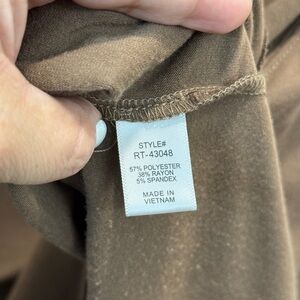 STYLE#
RT-43048
57% POLYESTER
38% RAYON
5% SPANDEX
MADE IN
VIETNAM